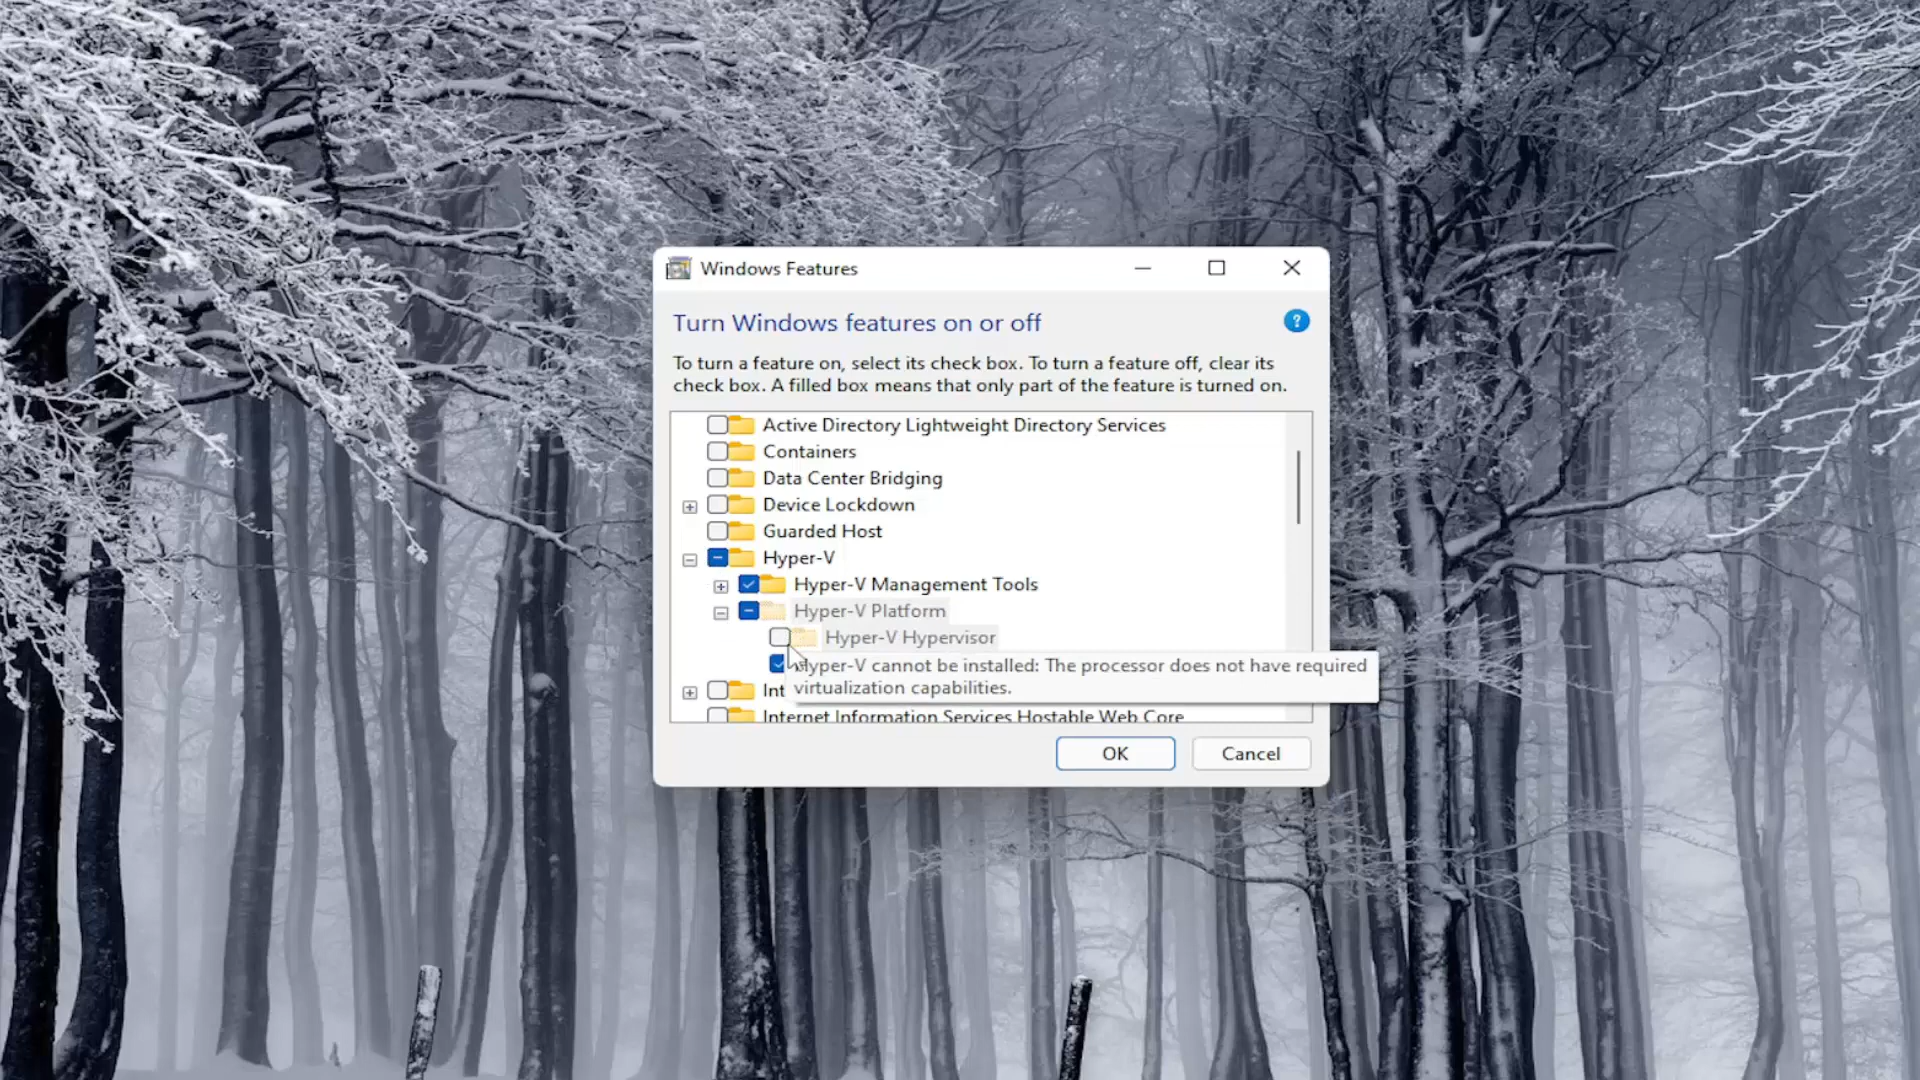 Windows Features
Turn Windows features on or off
?
To turn a feature on, select its check box. To turn a feature off, clear its
check box. A filled box means that only part of the feature is turned on.
Active Directory Lightweight Directory Services
Containers
Data Center Bridging
Device Lockdown
Guarded Host
Hyper-V
Hyper-V Management Tools
Hyper-V Platform
Hyper-V Hypervisor
Hyper-V cannot be installed: The processor does not have required
virtualization capabilities.
Int
Internet Information Services Hostable Web Core
OK
Cancel